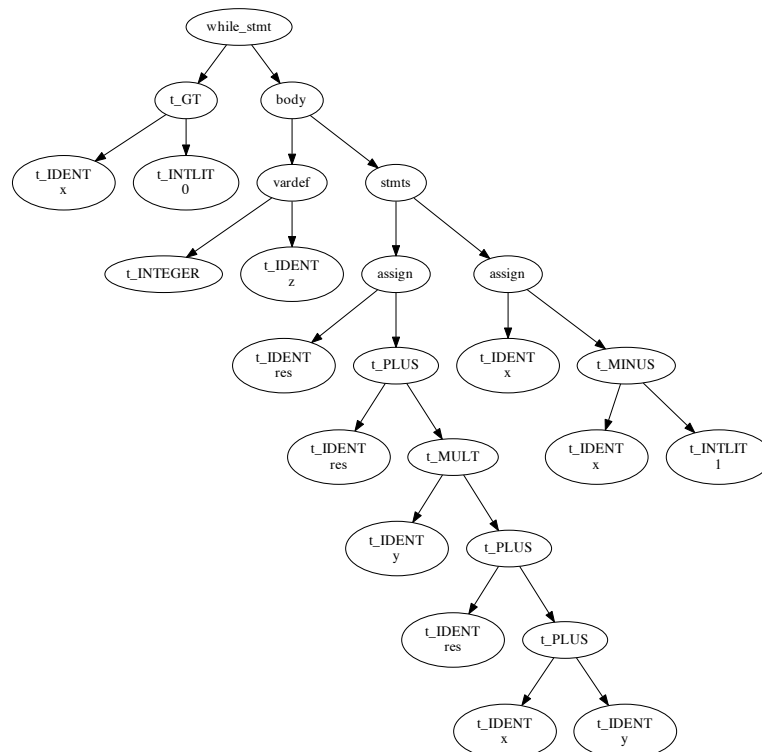 while_stmt
t_GT
body
t_IDENT
x
t_INTLIT
0
vardef
stmts
t_INTEGER
t_IDENT
z
assign
assign
t_IDENT
res
t_PLUS
t_IDENT
x
t_MINUS
t_IDENT
res
t_MULT
t_IDENT
x
t_INTLIT
1
t_IDENT
y
t_PLUS
t_IDENT
res
t_PLUS
t_IDENT
x
t_IDENT
y